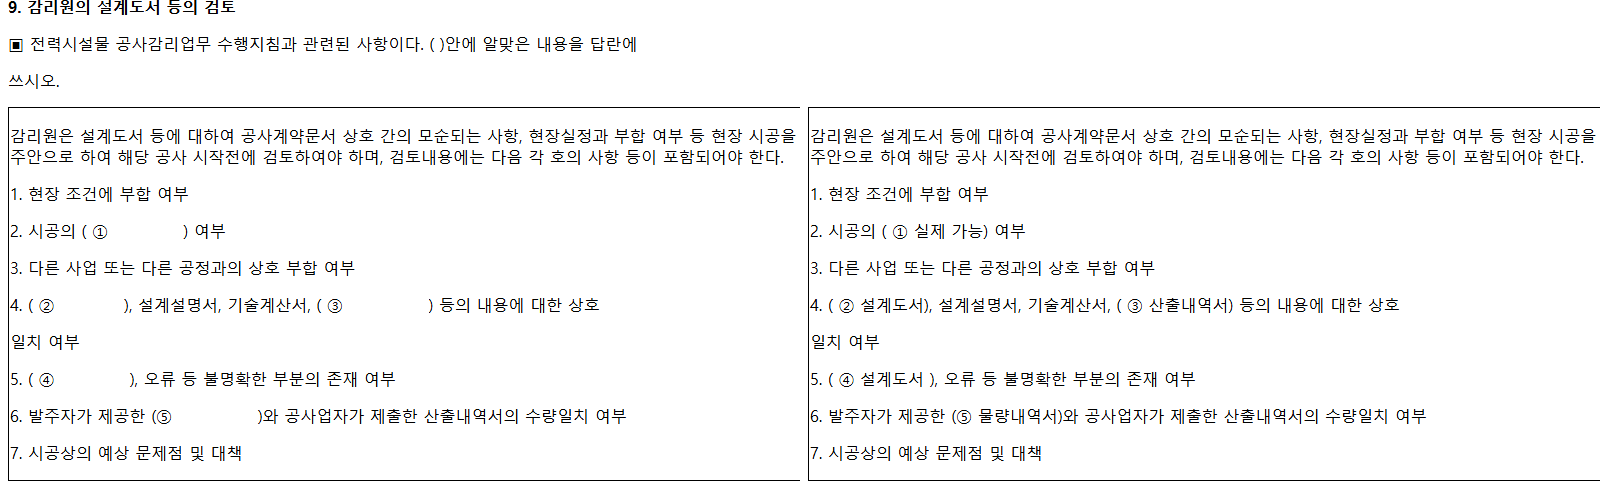 9. 감리원의 설계도서 등의 검토
▣ 전력시설물 공사감리업무 수행지침과 관련된 사항이다. ( )안에 알맞은 내용을 답란에
쓰시오.
감리원은 설계도서 등에 대하여 공사계약문서 상호 간의 모순되는 사항, 현장실정과 부합 여부 등 현장 시공을
주안으로 하여 해당 공사 시작전에 검토하여야 하며, 검토내용에는 다음 각 호의 사항 등이 포함되어야 한다.
1. 현장 조건에 부합 여부
2. 시공의 ( ① ) 여부
3. 다른 사업 또는 다른 공정과의 상호 부합 여부
4. ( ② ), 설계설명서, 기술계산서, ( ③ ) 등의 내용에 대한 상호
일치 여부
5. ( ④ ), 오류 등 불명확한 부분의 존재 여부
6. 발주자가 제공한 (⑤ )와 공사업자가 제출한 산출내역서의 수량일치 여부
7. 시공상의 예상 문제점 및 대책
감리원은 설계도서 등에 대하여 공사계약문서 상호 간의 모순되는 사항, 현장실정과 부합 여부 등 현장 시공을
주안으로 하여 해당 공사 시작전에 검토하여야 하며, 검토내용에는 다음 각 호의 사항 등이 포함되어야 한다.
1. 현장 조건에 부합 여부
2. 시공의 ( ① 실제 가능) 여부
3. 다른 사업 또는 다른 공정과의 상호 부합 여부
4. ( ② 설계도서), 설계설명서, 기술계산서, ( ③ 산출내역서) 등의 내용에 대한 상호
일치 여부
5. ( ④ 설계도서 ), 오류 등 불명확한 부분의 존재 여부
6. 발주자가 제공한 (⑤ 물량내역서)와 공사업자가 제출한 산출내역서의 수량일치 여부
7. 시공상의 예상 문제점 및 대책